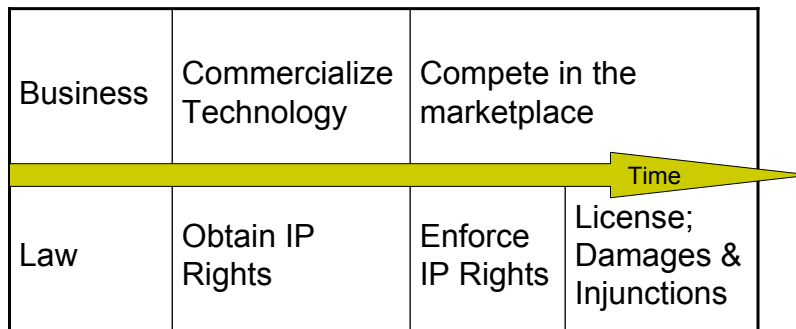 Business
Commercialize
Technology
Compete in the
marketplace
Time
Law
Obtain IP
Rights
Enforce
IP Rights
License;
Damages &
Injunctions